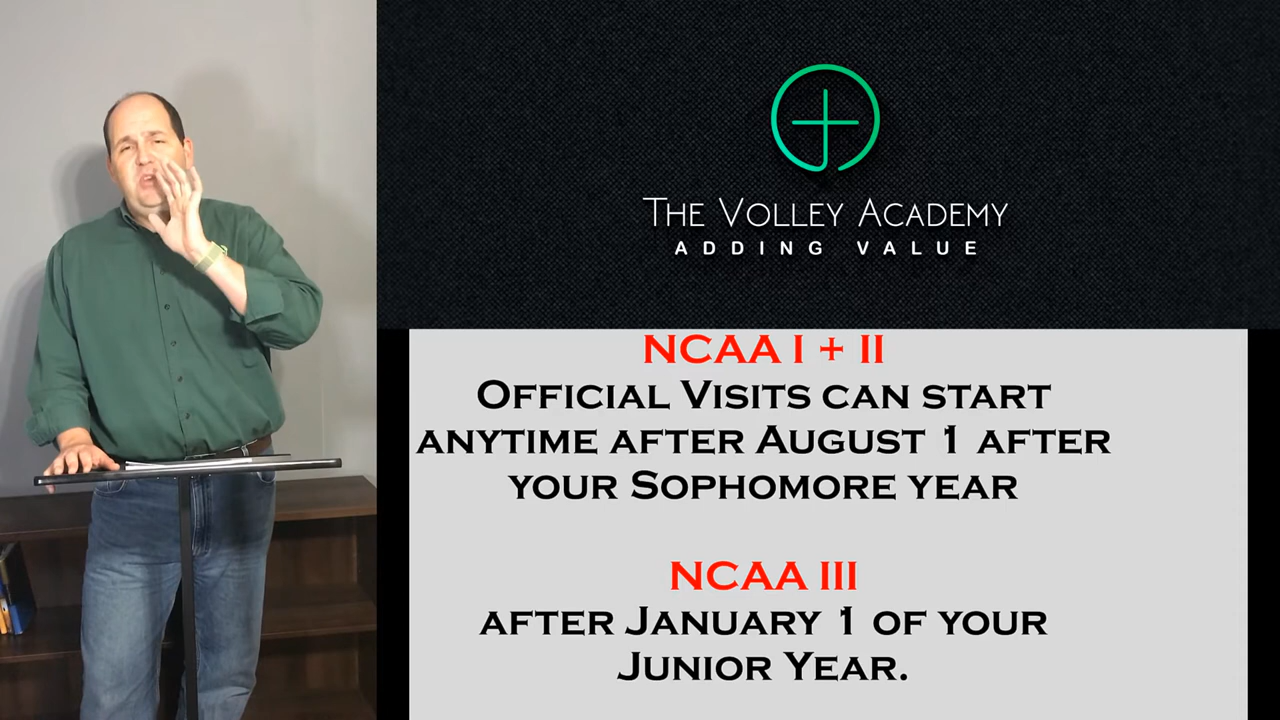 THE VOLLEY ACADEMY
ADDING VALUE
NCAA I + II
OFFICIAL VISITS CAN START
ANYTIME AFTER AUGUST 1 AFTER
YOUR SOPHOMORE YEAR
NCAA III
AFTER JANUARY 1 OF YOUR
JUNIOR YEAR.